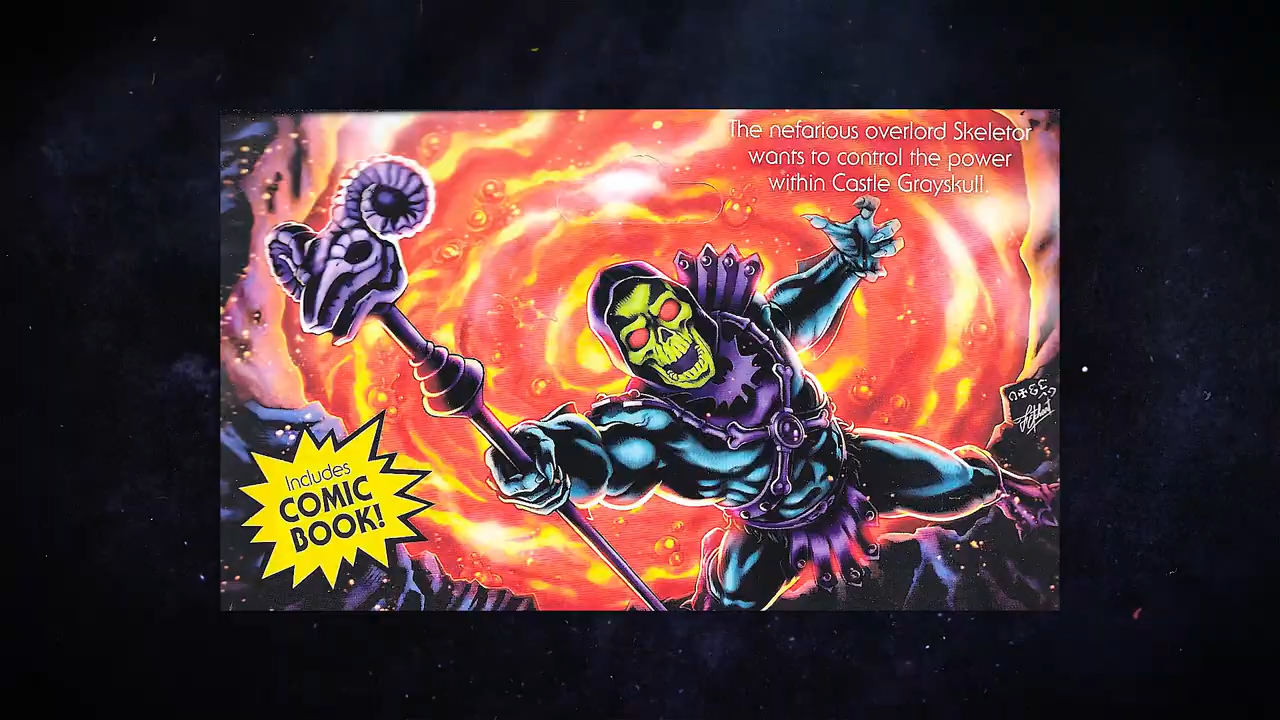 The nefarious overlord Skeletor
wants to control the power
within Castle Grayskull.
Includes
COMIC
BOOK!